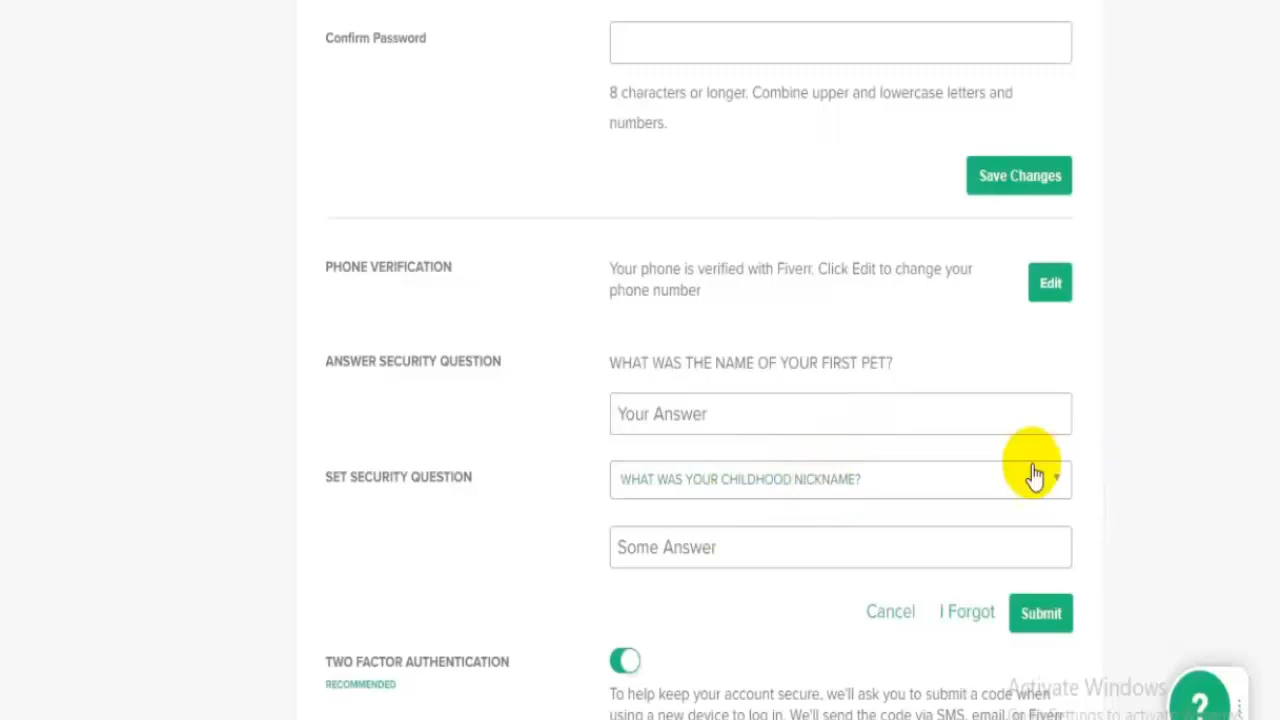 Confirm Password
8 characters or longer. Combine upper and lowercase letters and
numbers.
Save Changes
PHONE VERIFICATION
Your phone is verified with Fiverr. Click Edit to change your
phone number
Edit
ANSWER SECURITY QUESTION
WHAT WAS THE NAME OF YOUR FIRST PET?
Your Answer
SET SECURITY QUESTION
WHAT WAS YOUR CHILDHOOD NICKNAME?
Some Answer
Cancel
I Forgot
Submit
TWO FACTOR AUTHENTICATION
RECOMMENDED
To help keep your account secure, we'll ask you to submit a code when
using a new device to log in. We'll send the code via SMS, email, or Fiverr
Activate Windows
?